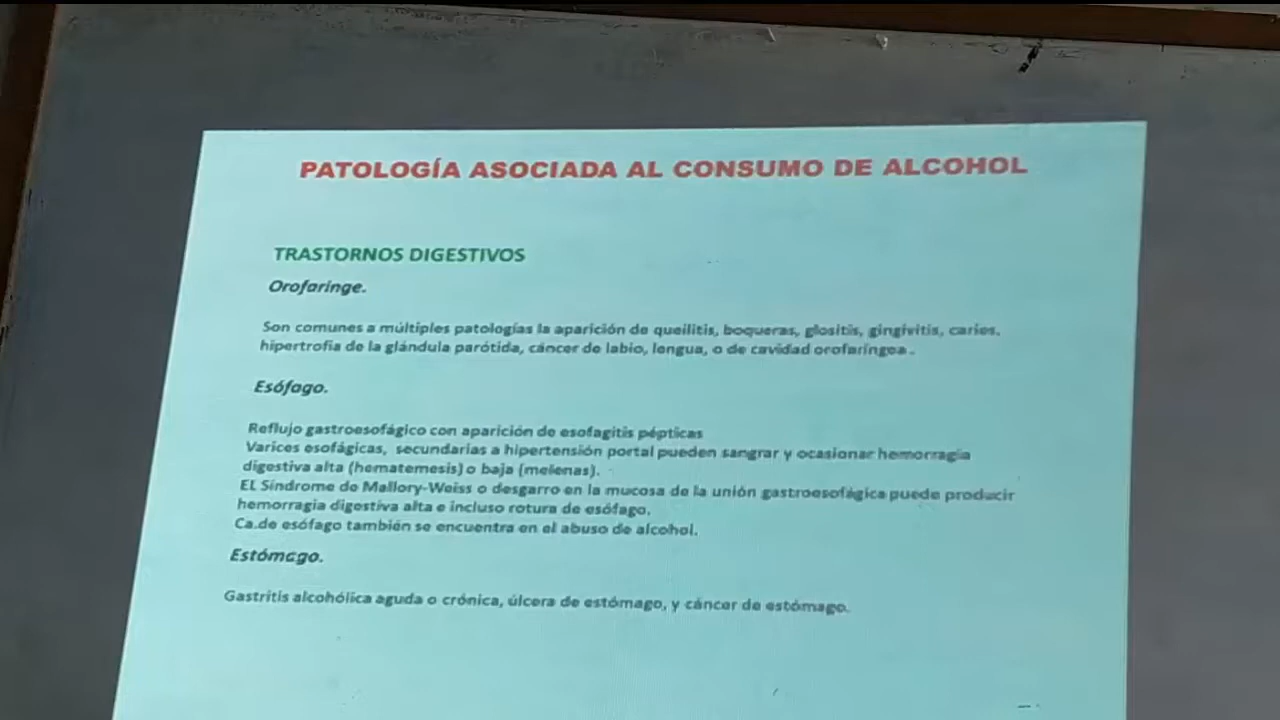 PATOLOGÍA ASOCIADA AL CONSUMO DE ALCOHOL
TRASTORNOS DIGESTIVOS
Orofaringe.
Son comunes a múltiples patologías la aparición de queilitis, boqueras, glositis, gingivitis, caries,
hipertrofia de la glándula parótida, cáncer de labio, lengua, o de cavidad orofaríngea.
Esófago.
Reflujo gastroesofágico con aparición de esofagitis pépticas
Varices esofágicas, secundarias a hipertensión portal pueden sangrar y ocasionar hemorragia
digestiva alta (hematemesis) o baja (melenas).
EL Síndrome de Mallory-Weiss o desgarro en la mucosa de la unión gastroesofágica puede producir
hemorragia digestiva alta e incluso rotura de esófago.
Ca.de esófago también se encuentra en el abuso de alcohol.
Estómago.
Gastritis alcohólica aguda o crónica, úlcera de estómago, y cáncer de estómago.